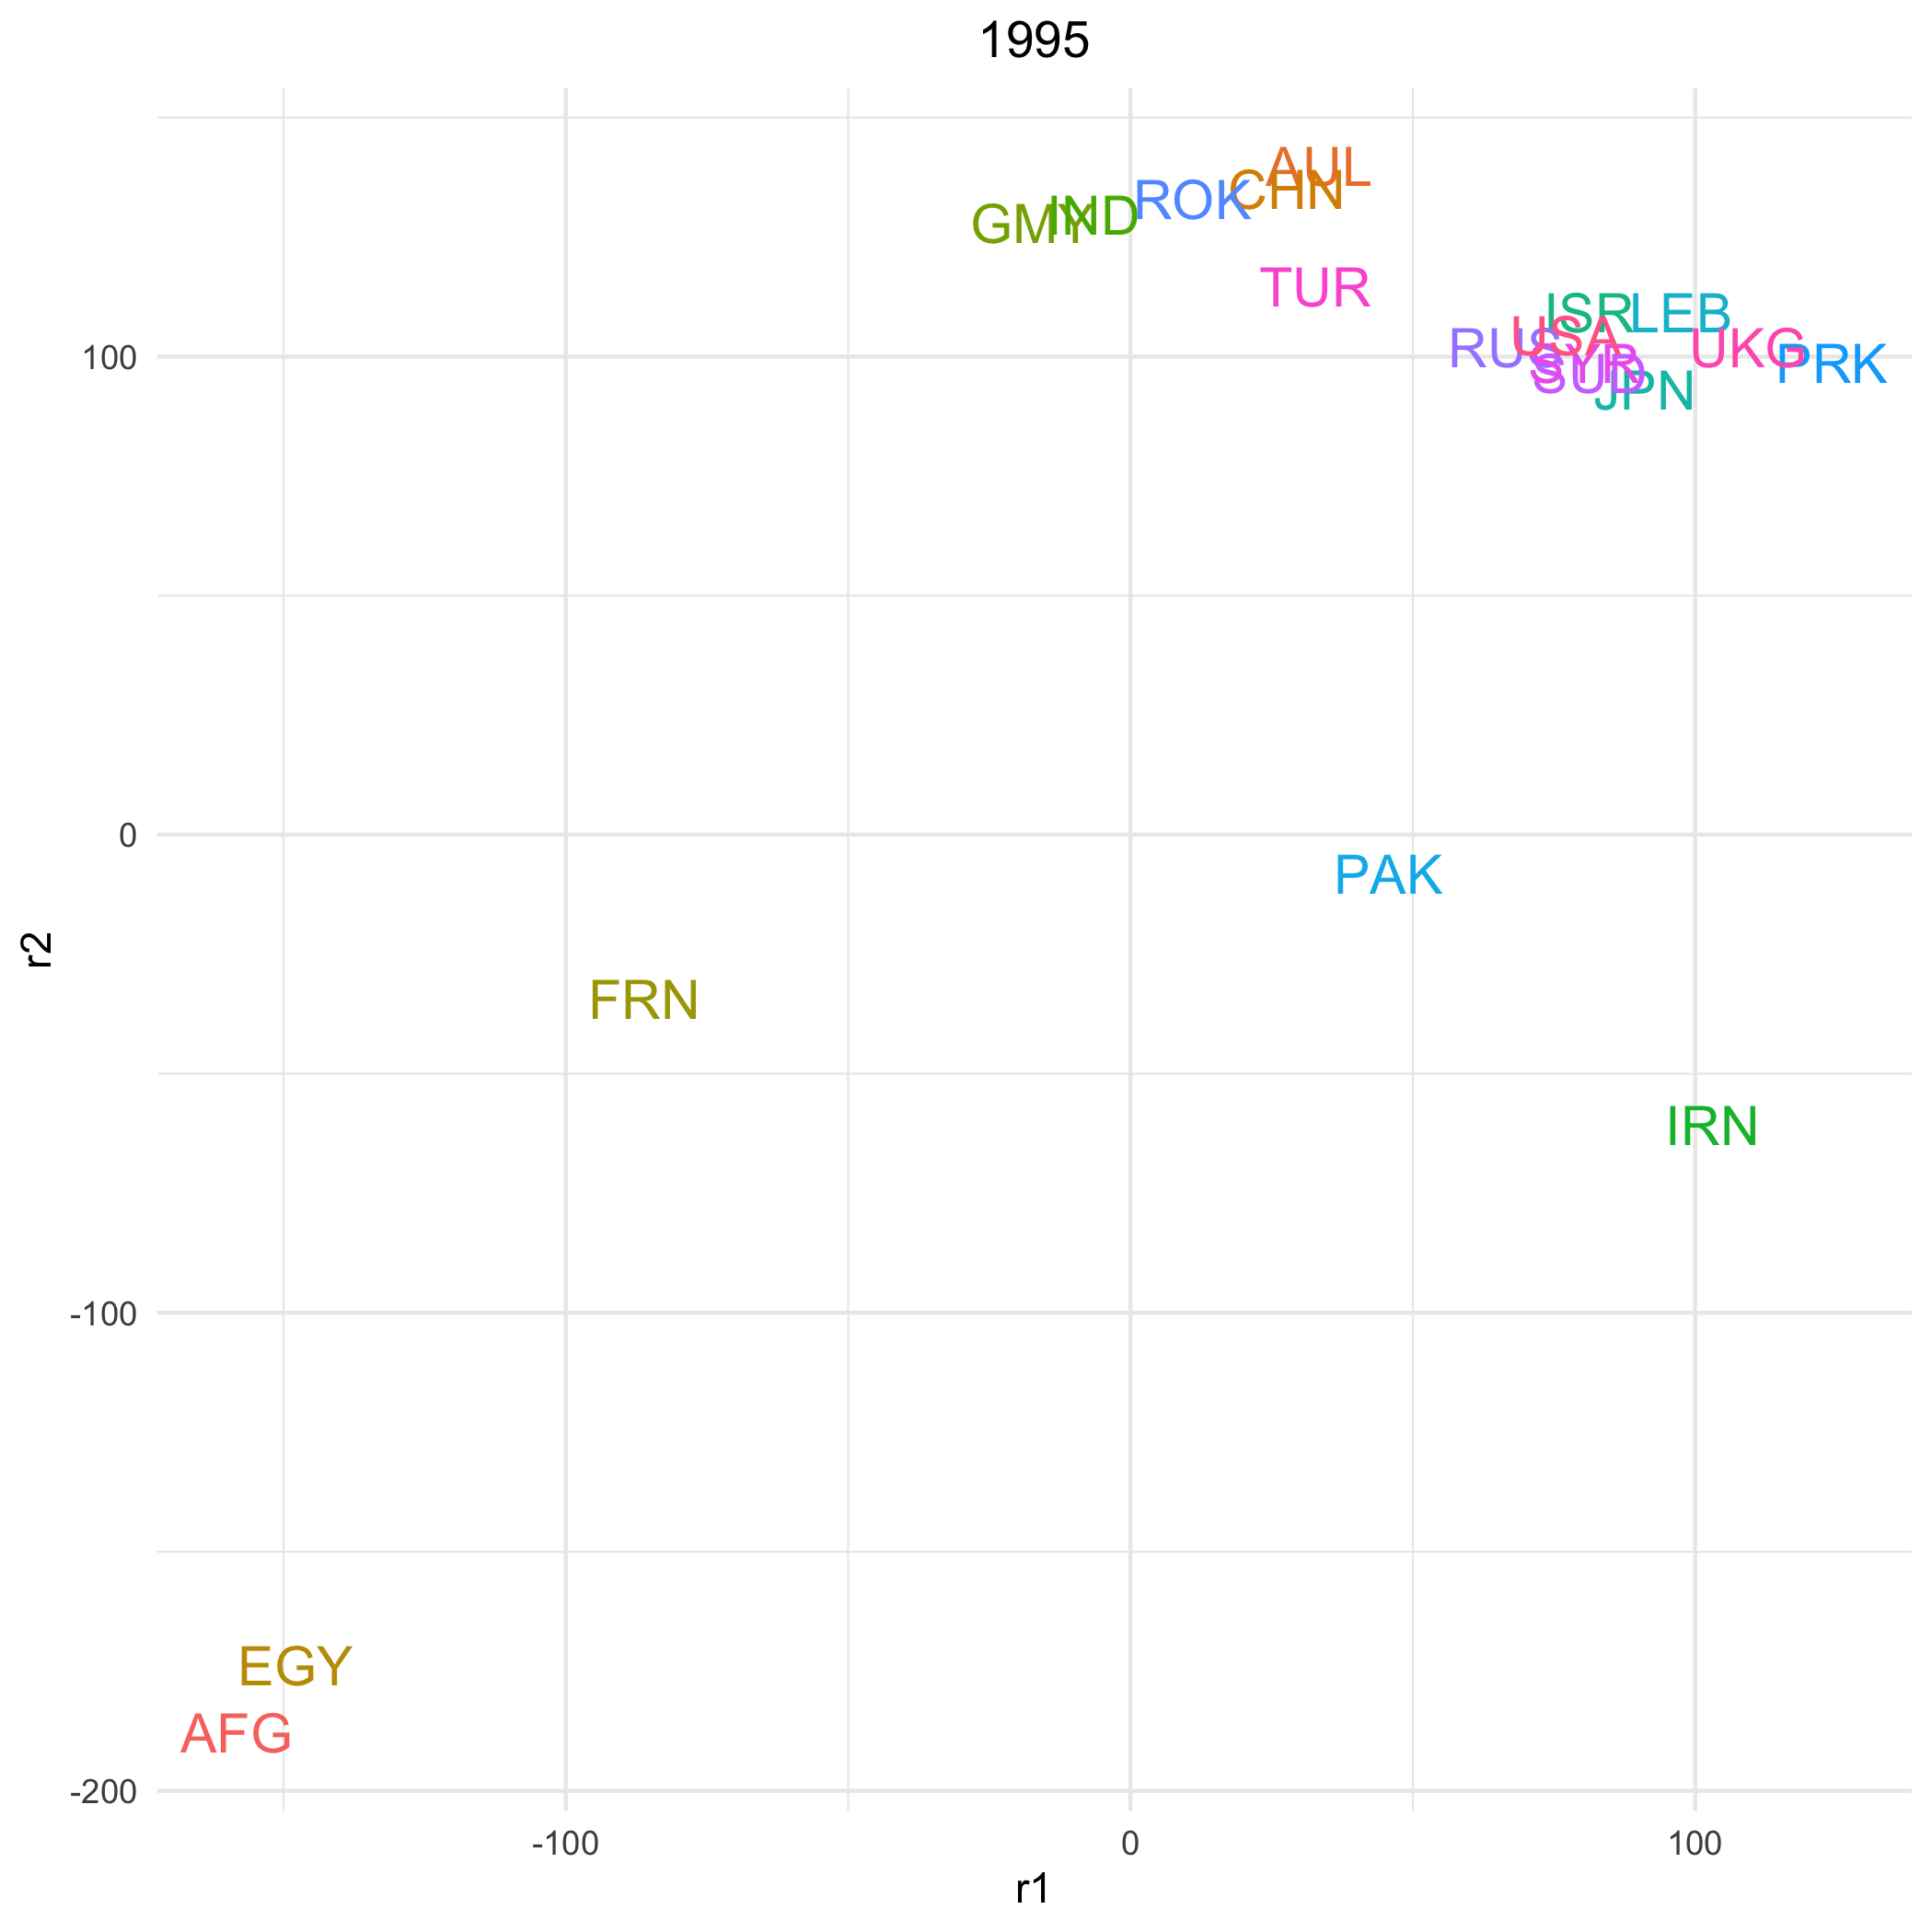 1995
AUL
CHN
ROK
IND
GMY
TUR
ISR
LEB
USA
RUS
UKG
PRK
SYR
SUD
JPN
100
0
PAK
r2
FRN
IRN
-100
EGY
AFG
-200
-100 0 100
r1